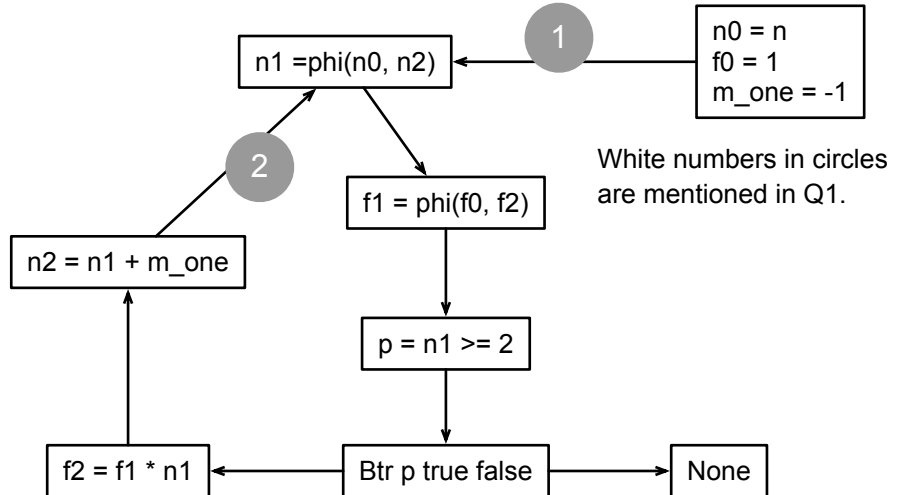 1
n0 = n
f0 = 1
m_one = -1
n1 =phi(n0, n2)
White numbers in circles
are mentioned in Q1.
2
f1 = phi(f0, f2)
n2 = n1 + m_one
p = n1 >= 2
f2 = f1 * n1
Btr p true false
None